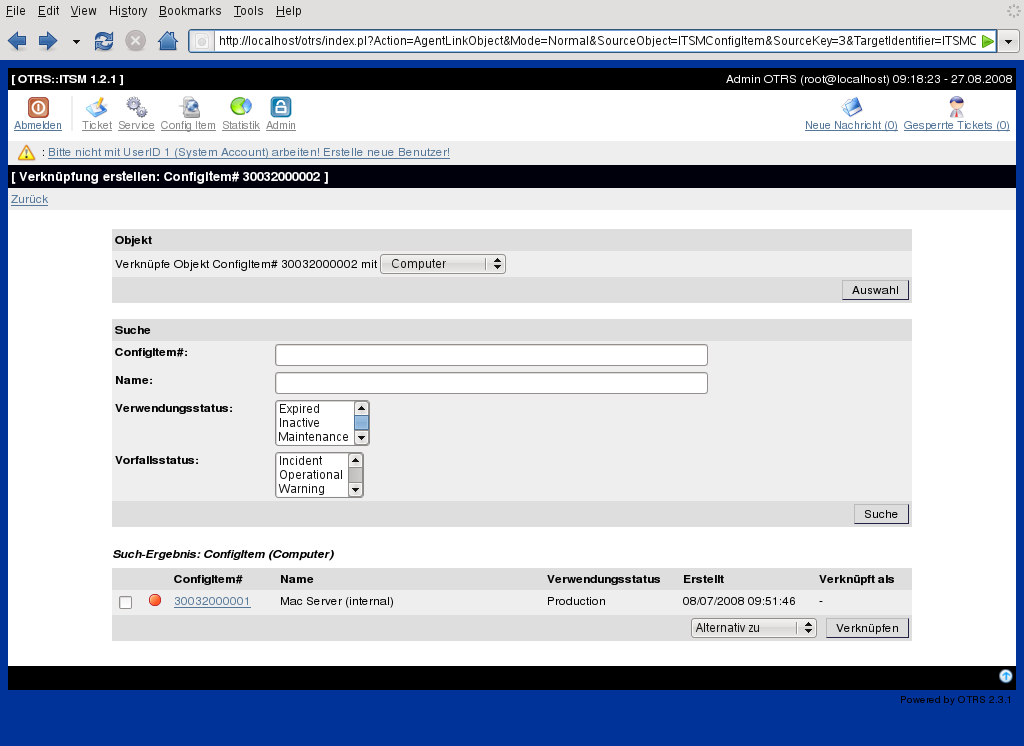 File Edit View History Bookmarks Tools Help
http://localhost/otrs/index.pl?Action=AgentLinkObject&Mode=Normal&SourceObject=ITSMConfigItem&SourceKey=3&TargetIdentifier=ITSMC
[ OTRS::ITSM 1.2.1 ] Admin OTRS (root@localhost) 09:18:23 - 27.08.2008
Abmelden Ticket Service Config Item Statistik Admin Neue Nachricht (0) Gesperrte Tickets (0)
: Bitte nicht mit UserID 1 (System Account) arbeiten! Erstelle neue Benutzer!
[ Verknüpfung erstellen: ConfigItem# 30032000002 ]
Zurück
Objekt
Verknüpfe Objekt ConfigItem# 30032000002 mit Computer
Auswahl
Suche
ConfigItem#:
Name:
Verwendungsstatus:
Expired
Inactive
Maintenance
Vorfallsstatus:
Incident
Operational
Warning
Suche
Such-Ergebnis: ConfigItem (Computer)
ConfigItem# Name Verwendungsstatus Erstellt Verknüpft als
30032000001 Mac Server (internal) Production 08/07/2008 09:51:46 -
Alternativ zu Verknüpfen
Powered by OTRS 2.3.1